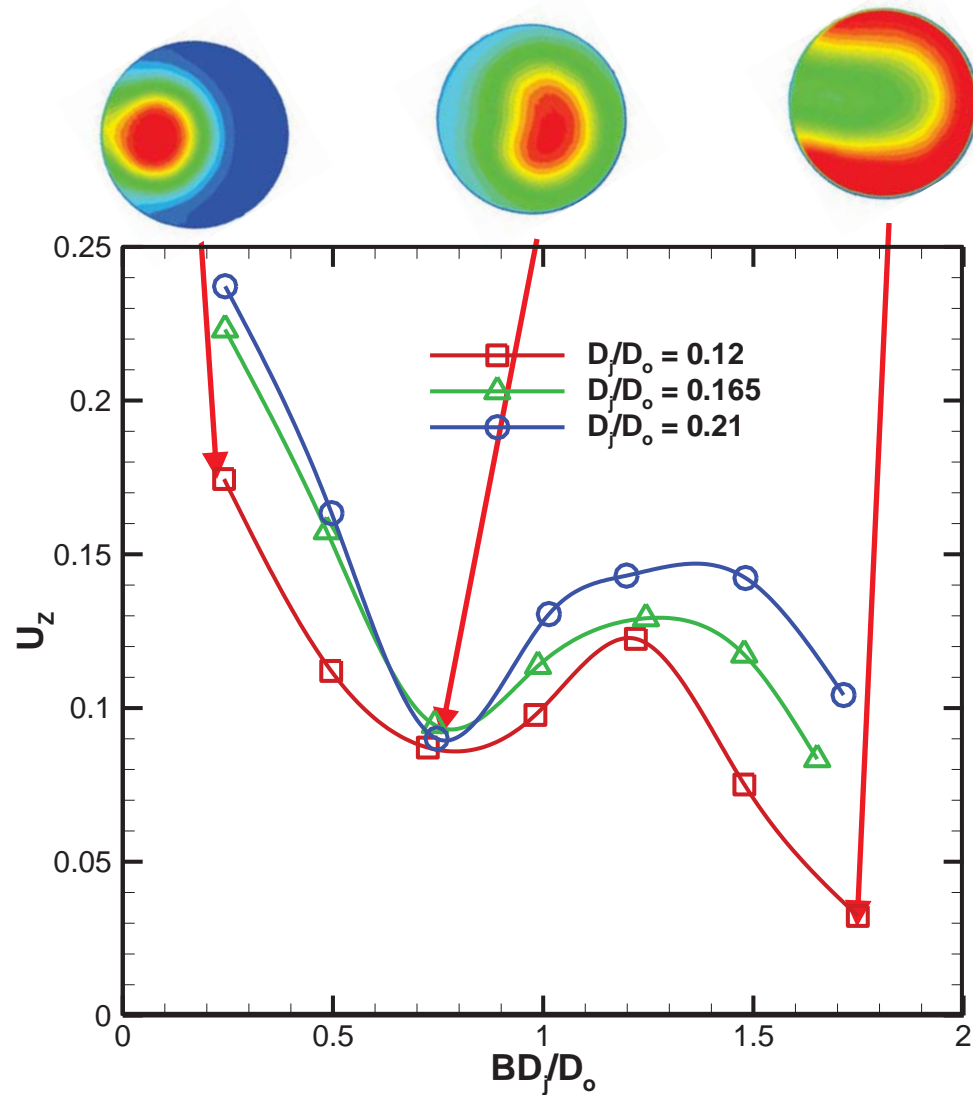 0.25
0.2
0.15
0.1
0.05
0
U_z
D_j/D_o = 0.12
D_j/D_o = 0.165
D_j/D_o = 0.21
0 0.5 1 1.5 2
BD_j/D_o